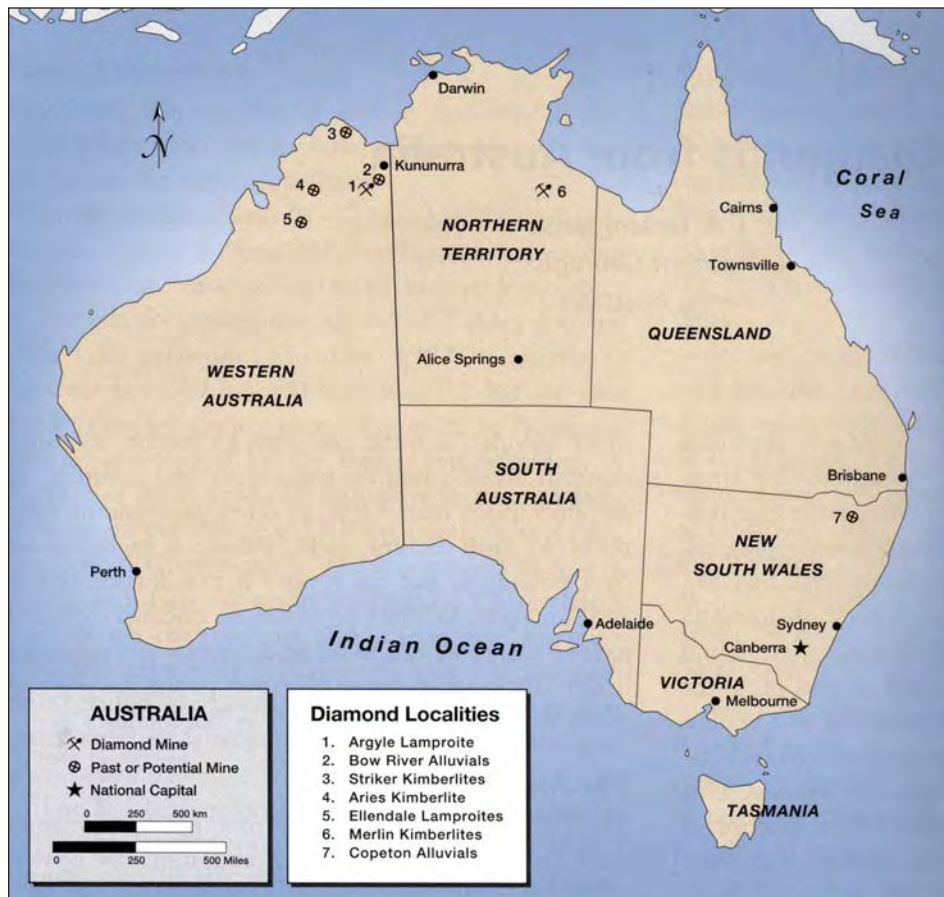 Darwin
N
3
Kununurra
2
1
4
5
6
Coral
Sea
Cairns
NORTHERN
TERRITORY
Townsville
QUEENSLAND
Alice Springs
WESTERN
AUSTRALIA
SOUTH
AUSTRALIA
Brisbane
7
NEW
SOUTH WALES
Perth
Indian Ocean
Adelaide
Sydney
Canberra
VICTORIA
Melbourne
TASMANIA
AUSTRALIA
Diamond Mine
Past or Potential Mine
National Capital
0 250 500 km
0 250 500 Miles
Diamond Localities
1. Argyle Lamproite
2. Bow River Alluvials
3. Striker Kimberlites
4. Aries Kimberlite
5. Ellendale Lamproites
6. Merlin Kimberlites
7. Copeton Alluvials